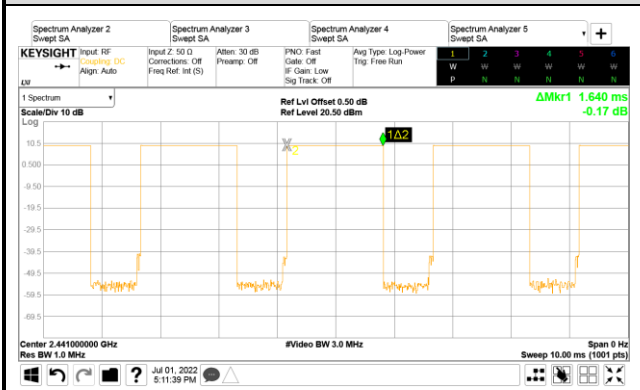 Spectrum Analyzer 2
Swept SA
Spectrum Analyzer 3
Swept SA
Spectrum Analyzer 4
Swept SA
Spectrum Analyzer 5
Swept SA
+
KEYSIGHT
Input: RF
Coupling: DC
Align: Auto
Input Z: 50 Ω
Corrections: Off
Freq Ref: Int (S)
Atten: 30 dB
Preamp: Off
PNO: Fast
Gate: Off
IF Gain: Low
Sig Track: Off
Avg Type: Log-Power
Trig: Free Run
1 2 3 4 5 6
W W W W W W
P N N N N N
1 Spectrum
Scale/Div 10 dB
Ref Lvl Offset 0.50 dB
Ref Level 20.50 dBm
ΔMkr1 1.640 ms
-0.17 dB
Log
10.5
0.500
-9.50
-19.5
-29.5
-39.5
-49.5
-59.5
-69.5
X2
1Δ2
Center 2.441000000 GHz
Res BW 1.0 MHz
#Video BW 3.0 MHz
Span 0 Hz
Sweep 10.00 ms (1001 pts)
?
Jul 01, 2022
5:11:39 PM